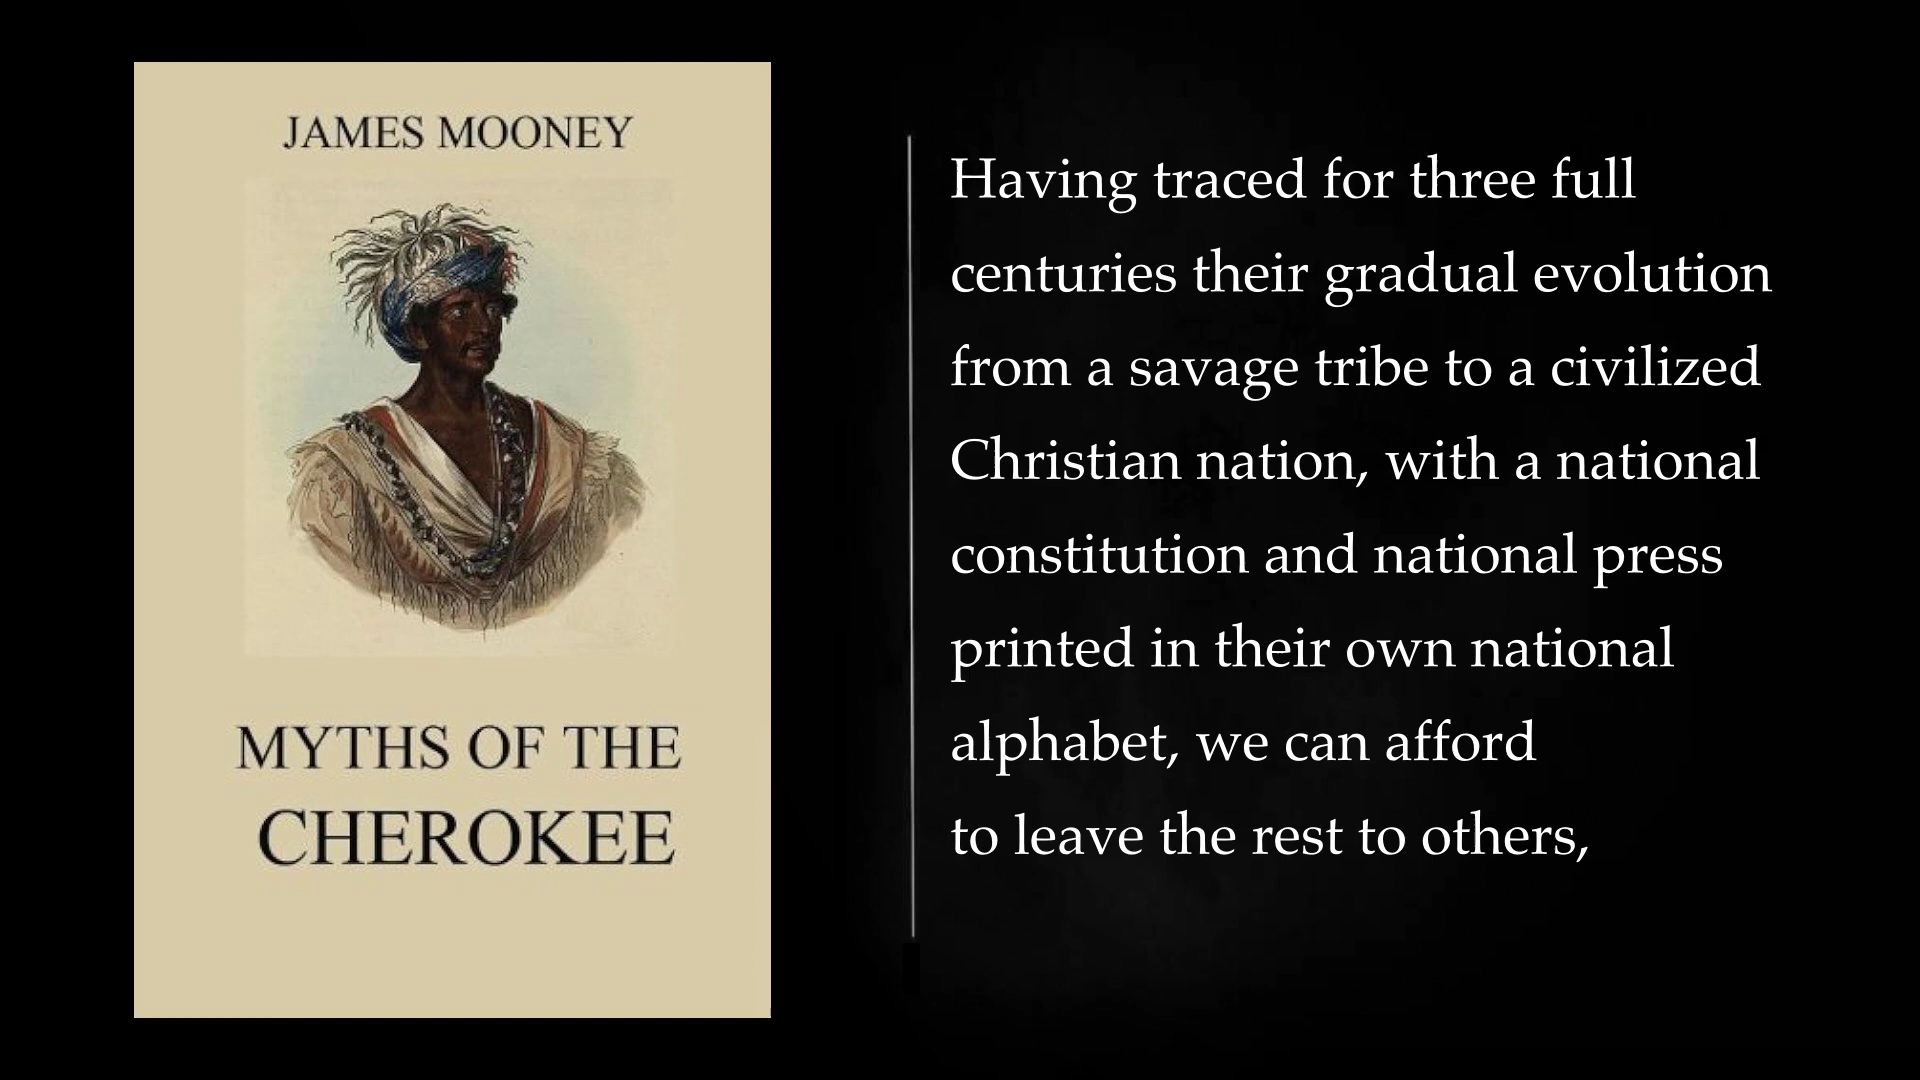 JAMES MOONEY
MYTHS OF THE
CHEROKEE
Having traced for three full
centuries their gradual evolution
from a savage tribe to a civilized
Christian nation, with a national
constitution and national press
printed in their own national
alphabet, we can afford
to leave the rest to others,